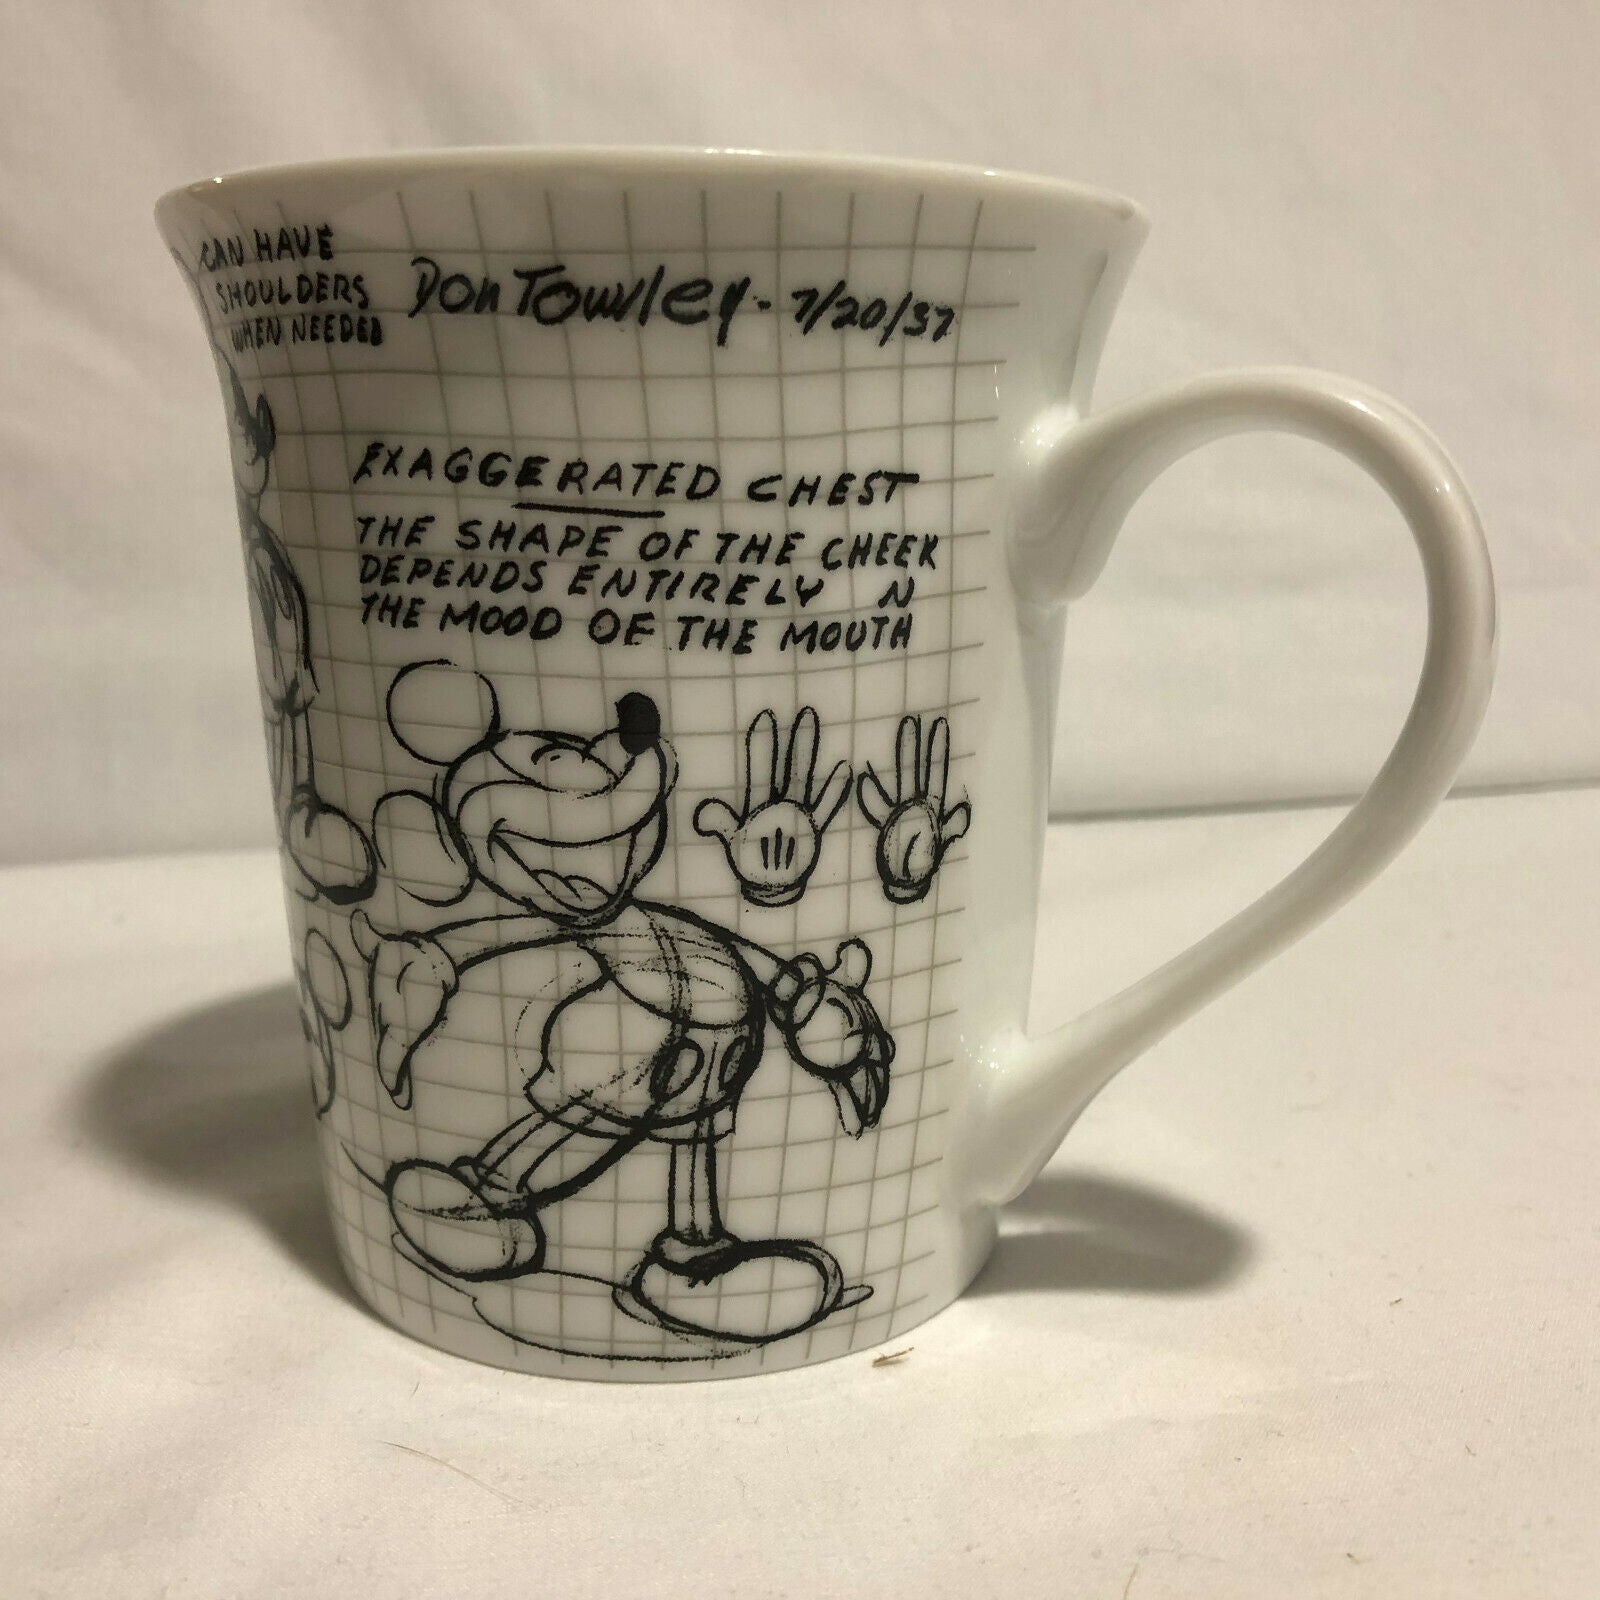 CAN HAVE
SHOULDERS
WHEN NEEDED
Don Towsley - 7/20/37
EXAGGERATED CHEST
THE SHAPE OF THE CHEEK
DEPENDS ENTIRELY N
THE MOOD OF THE MOUTH